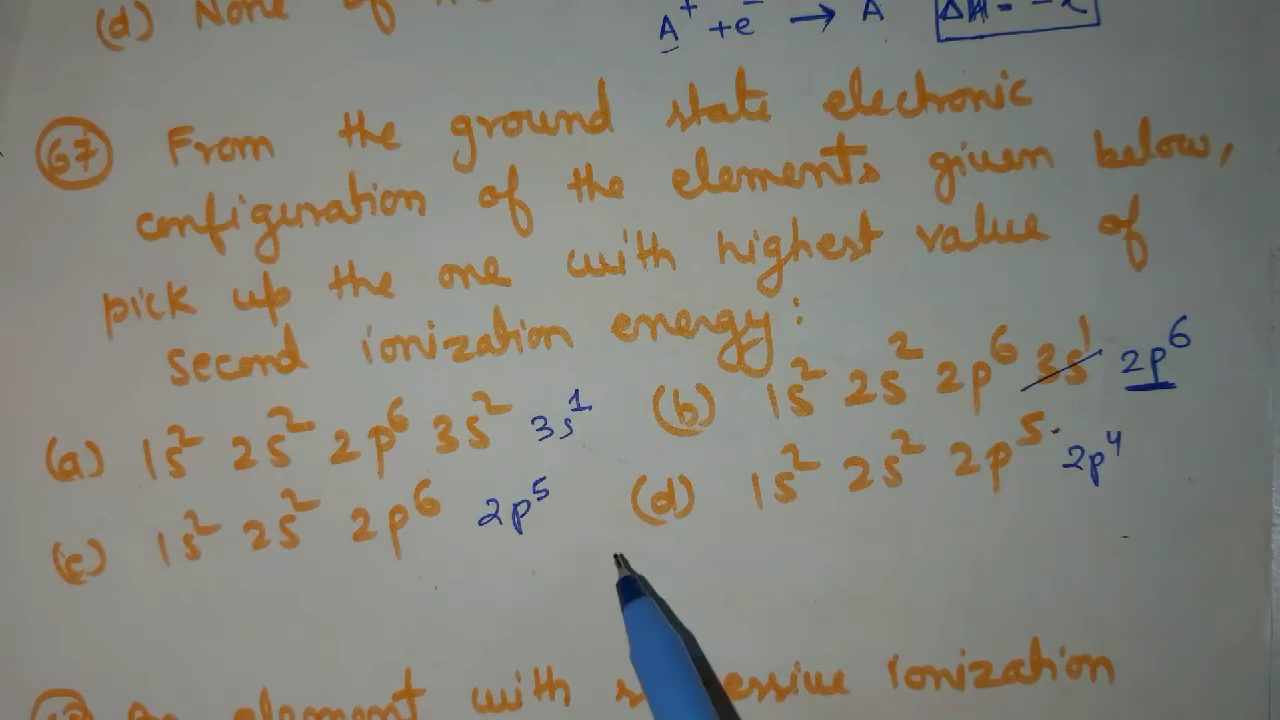 (d) None of
A⁺ + e⁻ → A
67 From the ground state electronic
configuration of the elements given below,
pick up the one with highest value of
second ionization energy:
(a) 1s² 2s² 2p⁶ 3s² 3s¹ (b) 1s² 2s² 2p⁶ 3s¹ 2p⁶
(c) 1s² 2s² 2p⁶ 2p⁵ (d) 1s² 2s² 2p⁵ 2p⁴
element with ionization